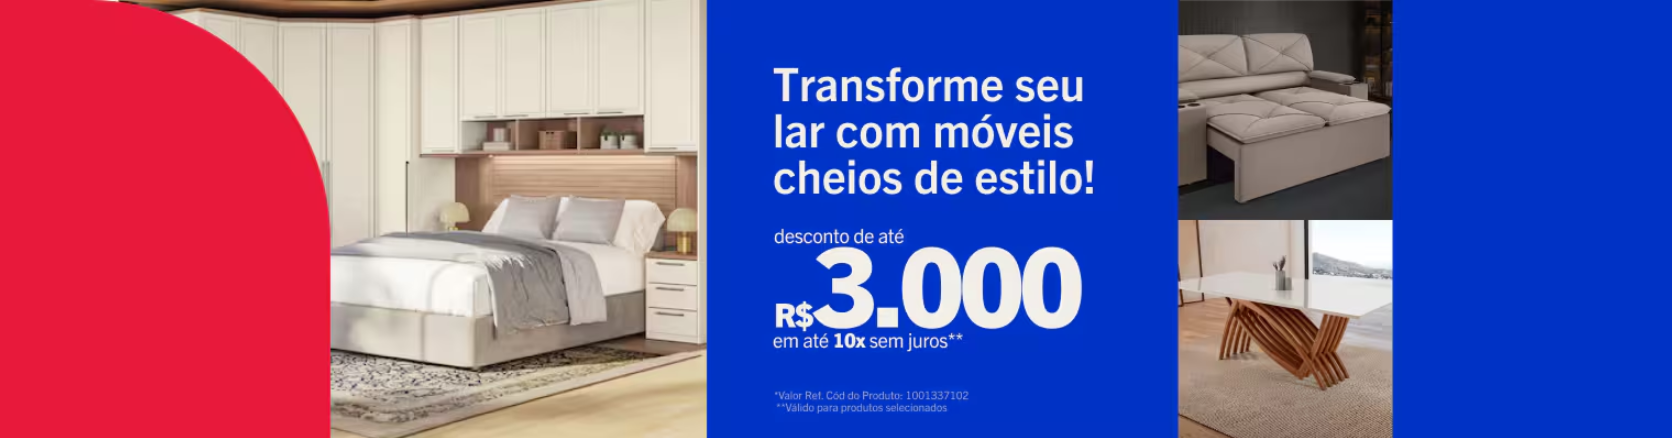 Transforme seu
lar com móveis
cheios de estilo!
desconto de até
R$3.000
em até 10x sem juros**
*Valor Ref. Cód do Produto: 1001337102
**Válido para produtos selecionados